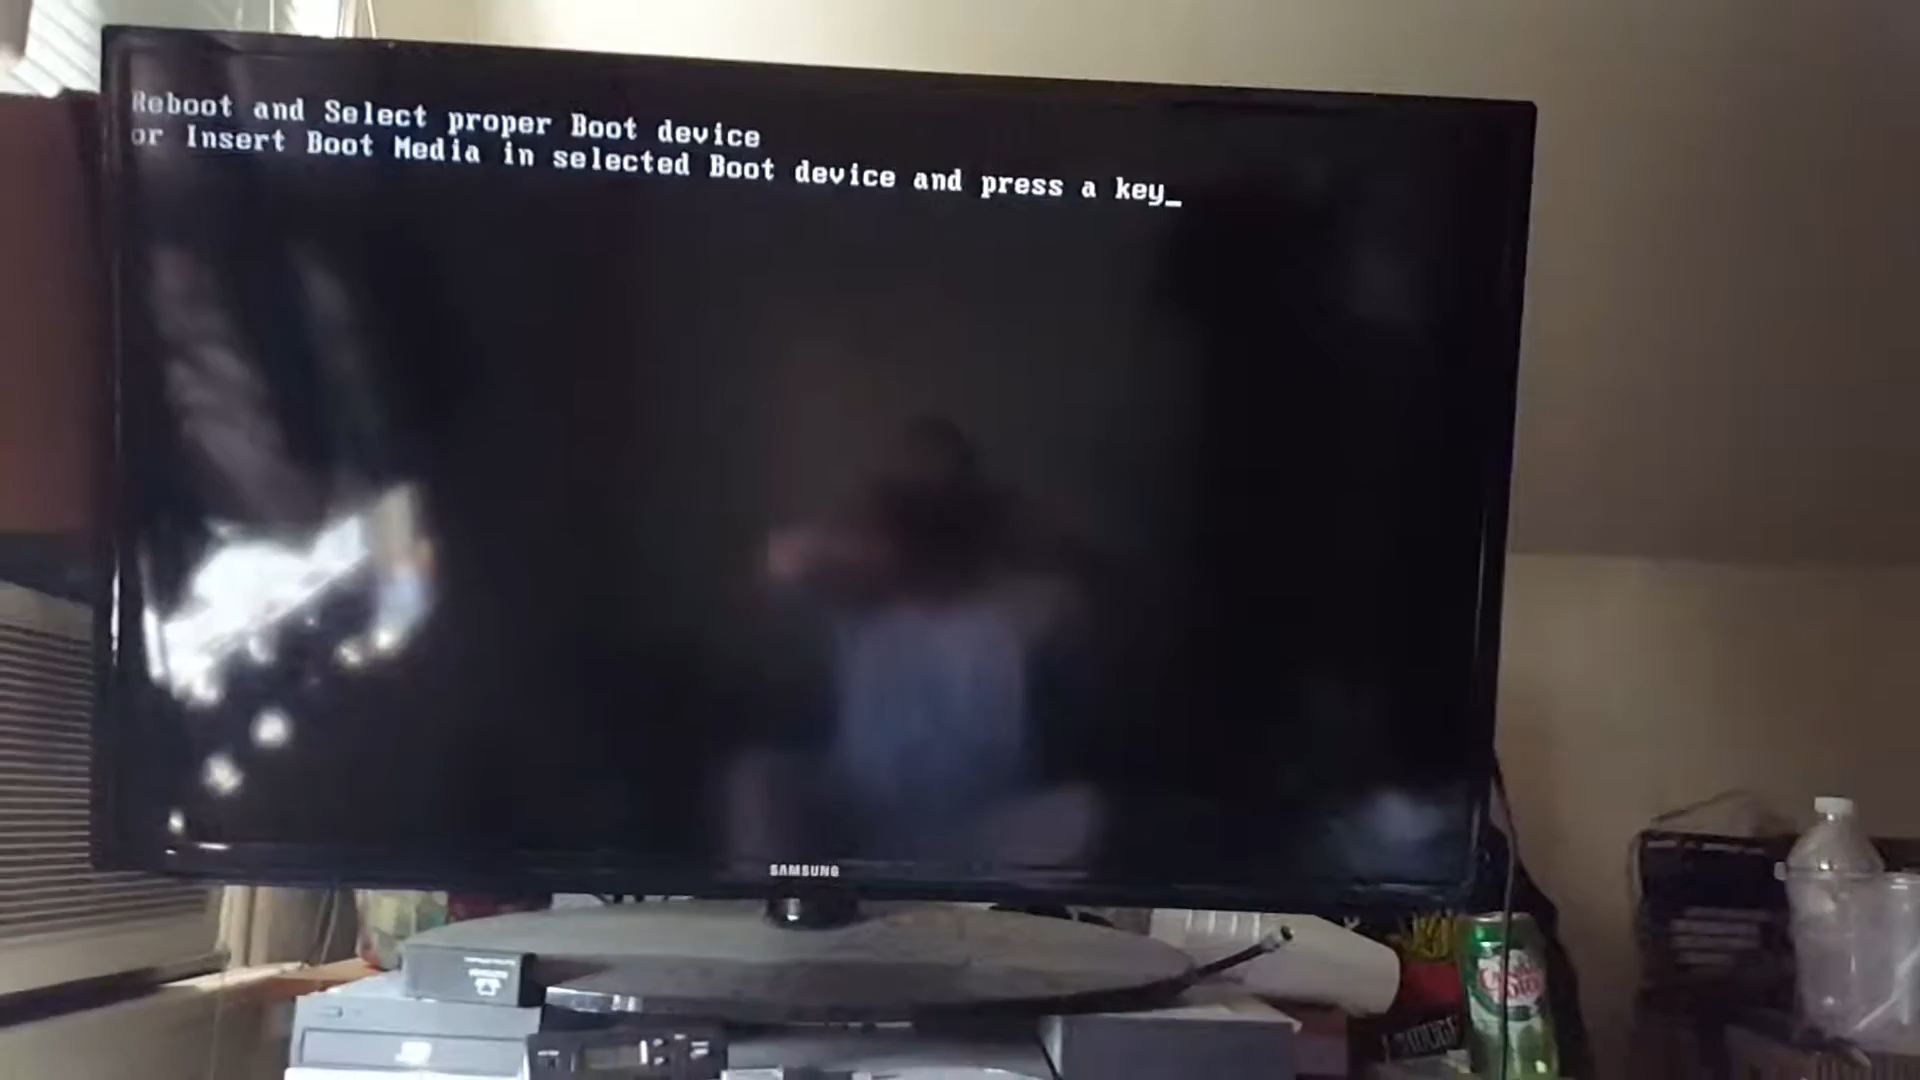 Reboot and Select proper Boot device
or Insert Boot Media in selected Boot device and press a key_
SAMSUNG